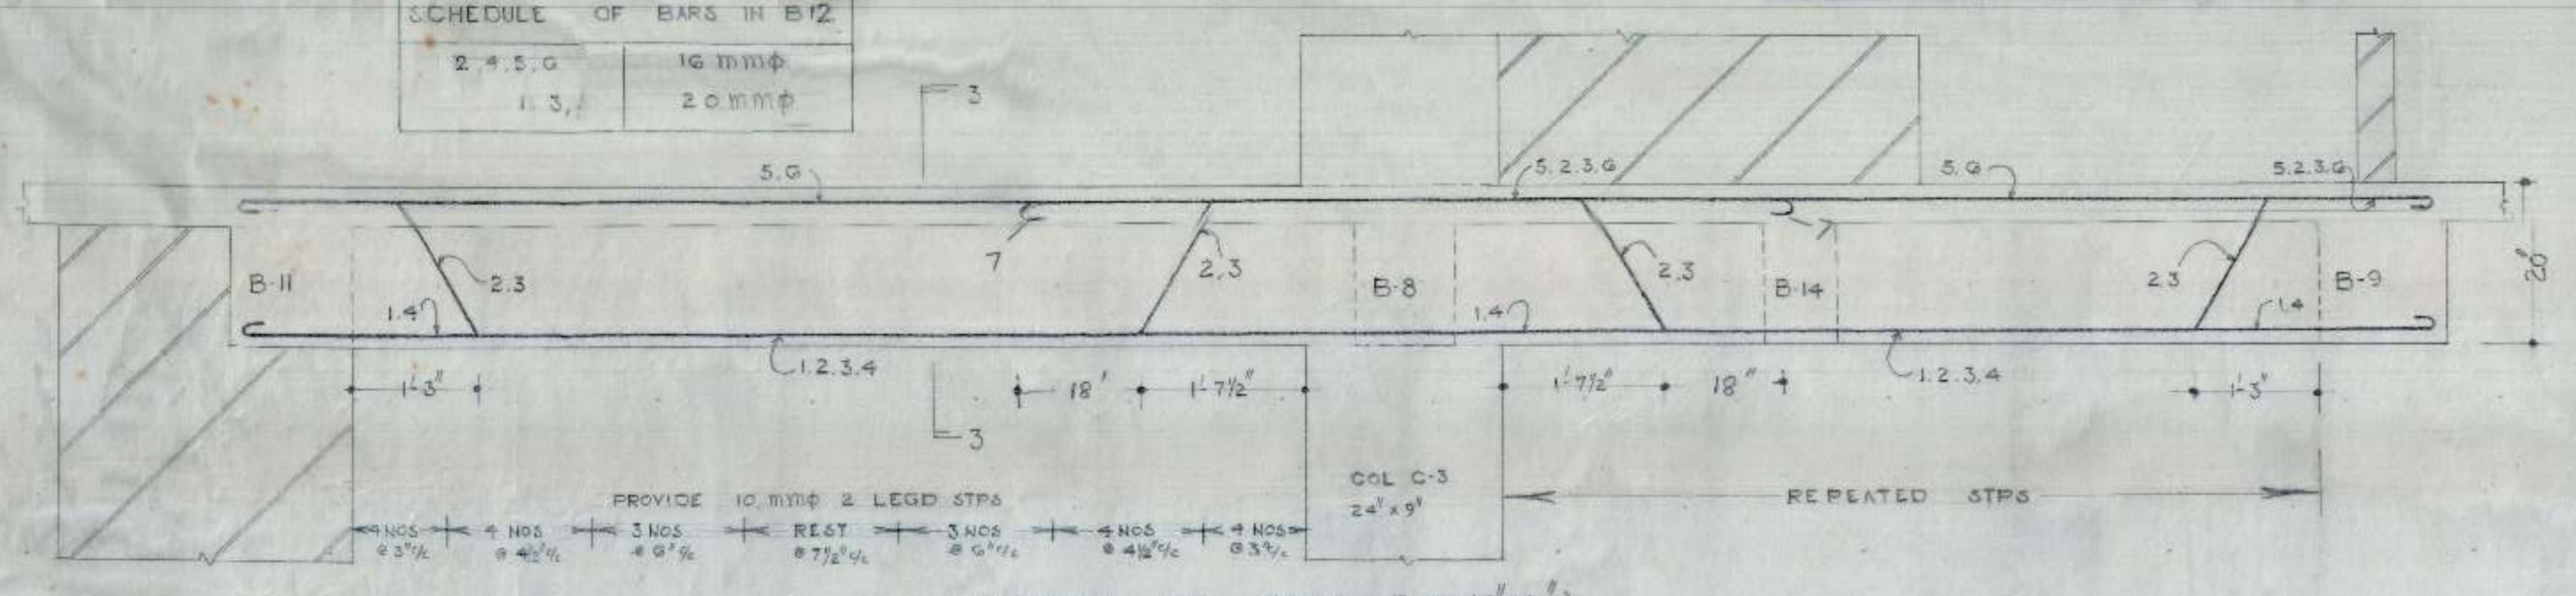 SCHEDULE OF BARS IN B12
2,4,5,6 16 mmφ
1. 3, 20 mmφ
3
5.6
5.2.3.6
5.6
5.2.3.6
7
7
B-11
2.3
2,3
B-8
2.3
B-14
2.3
B-9
20"
1.4
1.4
1.4
1.2.3.4
1.2.3.4
1'-3"
18'
1'-7½"
1'-7½"
18"
1'-3"
3
COL C-3
24" x 9"
PROVIDE 10 mmφ 2 LEGD STPS
REPEATED STPS
4 NOS 4 NOS 3 NOS REST 3 NOS 4 NOS 4 NOS
@ 3" c/c @ 4½" c/c @ 6" c/c @ 7½" c/c @ 6" c/c @ 4½" c/c @ 3" c/c